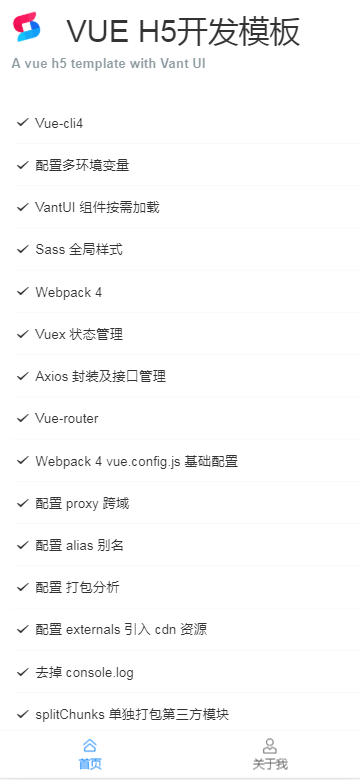 VUE H5开发模板
A vue h5 template with Vant UI
Vue-cli4
配置多环境变量
VantUI 组件按需加载
Sass 全局样式
Webpack 4
Vuex 状态管理
Axios 封装及接口管理
Vue-router
Webpack 4 vue.config.js 基础配置
配置 proxy 跨域
配置 alias 别名
配置 打包分析
配置 externals 引入 cdn 资源
去掉 console.log
splitChunks 单独打包第三方模块
首页
关于我